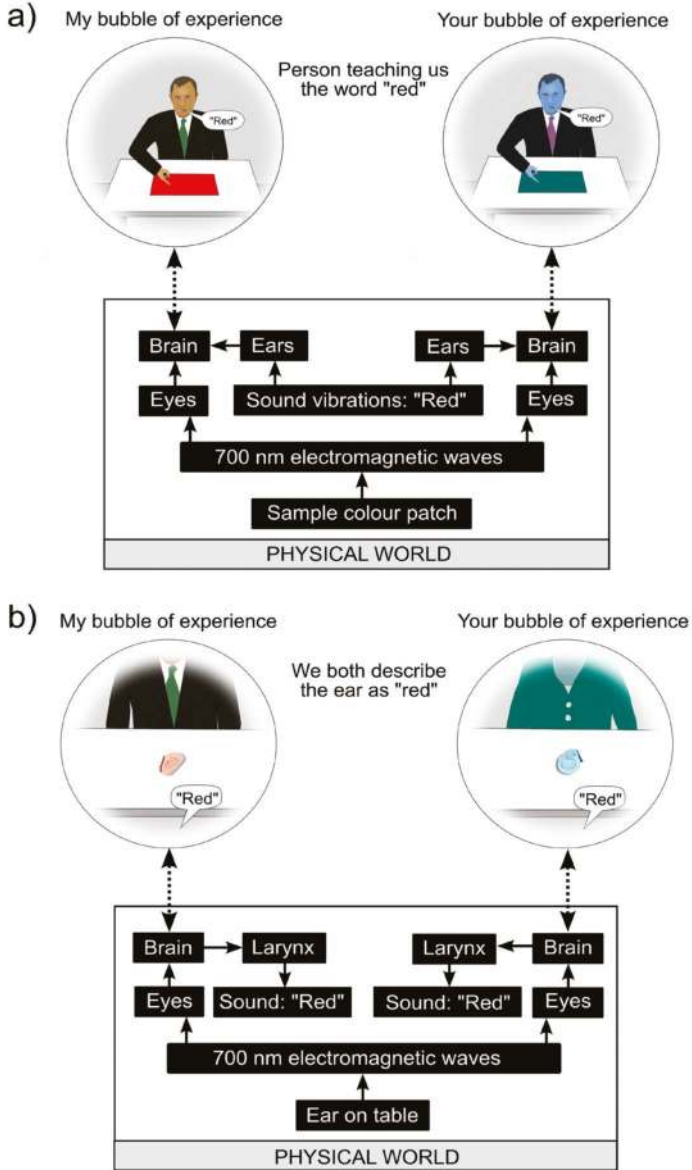 a)
My bubble of experience
Your bubble of experience
Person teaching us
the word "red"
"Red"
"Red"
Brain
Ears
Ears
Brain
Eyes
Sound vibrations: "Red"
Eyes
700 nm electromagnetic waves
Sample colour patch
PHYSICAL WORLD
b)
My bubble of experience
Your bubble of experience
We both describe
the ear as "red"
"Red"
"Red"
Brain
Larynx
Larynx
Brain
Eyes
Sound: "Red"
Sound: "Red"
Eyes
700 nm electromagnetic waves
Ear on table
PHYSICAL WORLD